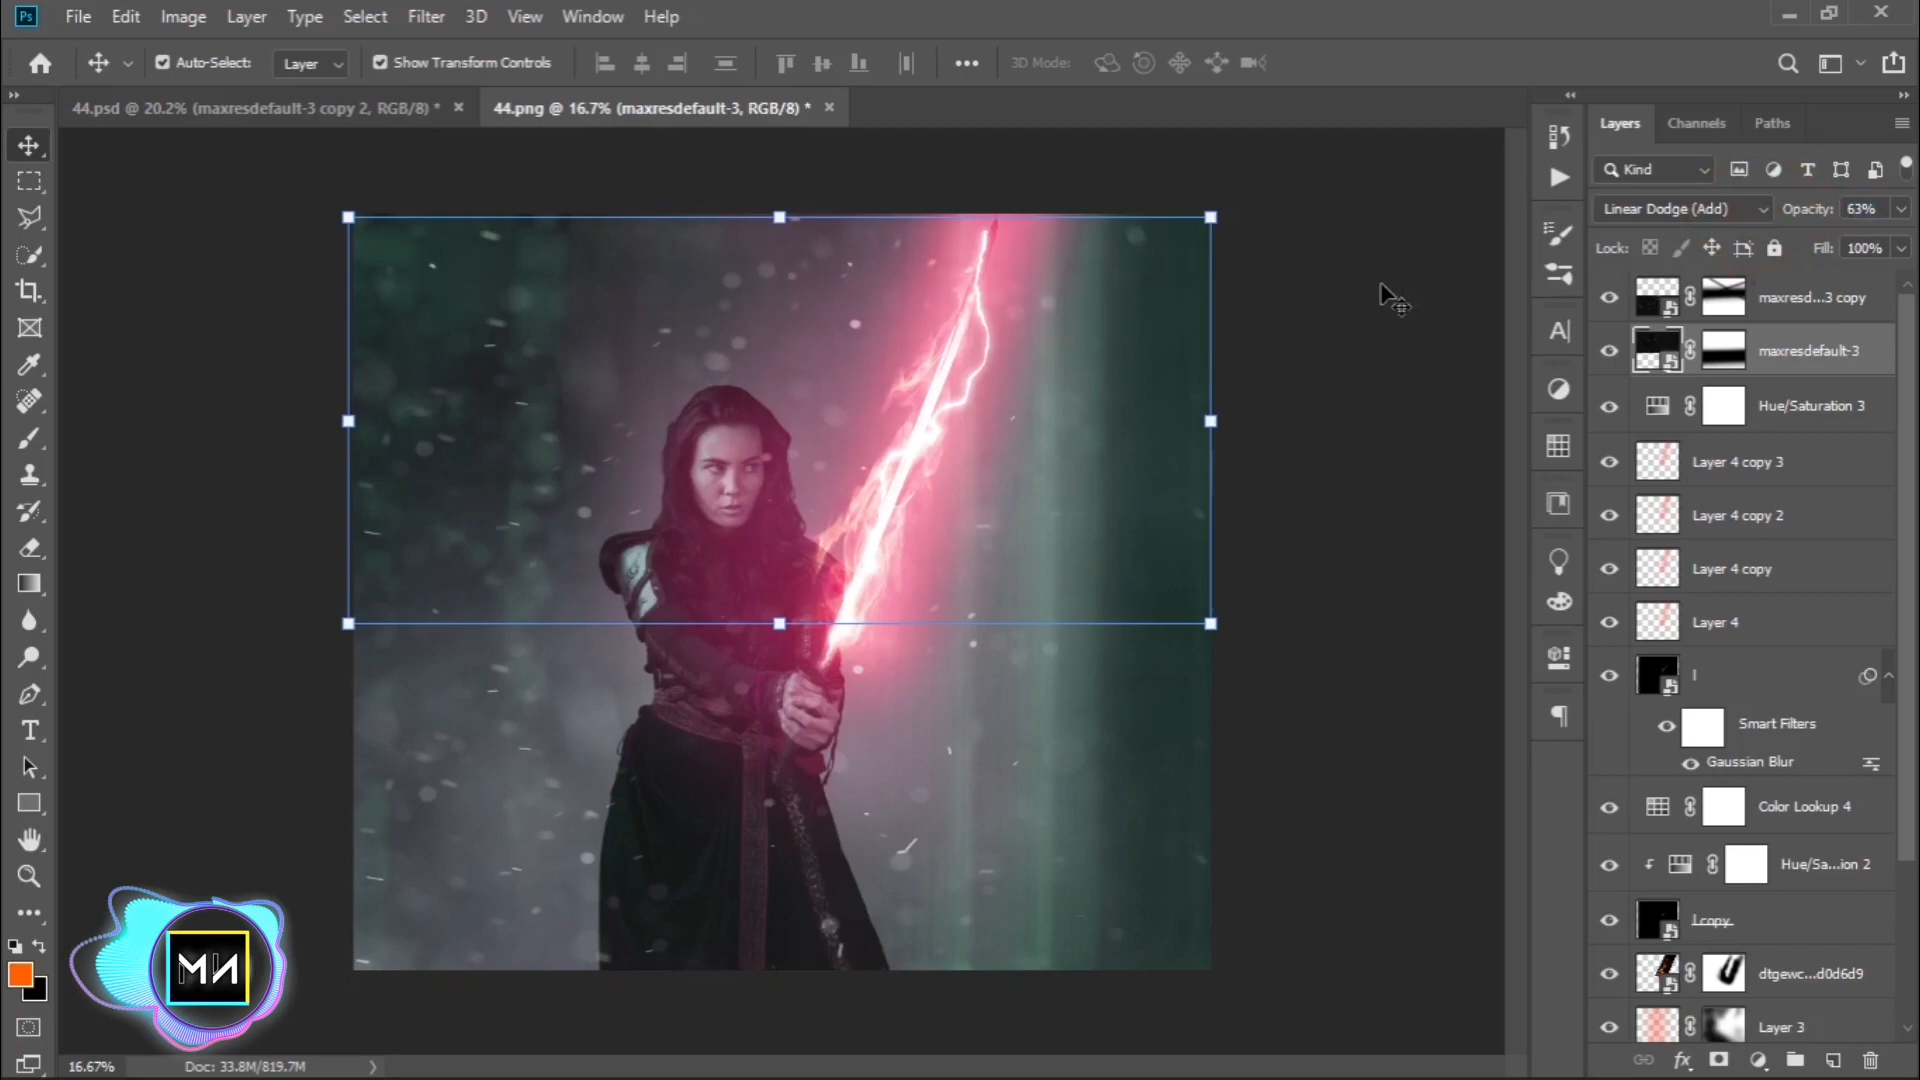 Ps File Edit Image Layer Type Select Filter 3D View Window Help
Auto-Select: Layer Show Transform Controls 3D Mode:
44.psd @ 20.2% (maxresdefault-3 copy 2, RGB/8) * 44.png @ 16.7% (maxresdefault-3, RGB/8) *
Layers Channels Paths
Kind
Linear Dodge (Add) Opacity: 63%
Lock: Fill: 100%
maxresd...3 copy
maxresdefault-3
Hue/Saturation 3
Layer 4 copy 3
Layer 4 copy 2
Layer 4 copy
Layer 4
l
Smart Filters
Gaussian Blur
Color Lookup 4
Hue/Sa...ion 2
l copy
dtgewc...d0d6d9
Layer 3
16.67% Doc: 33.8M/819.7M